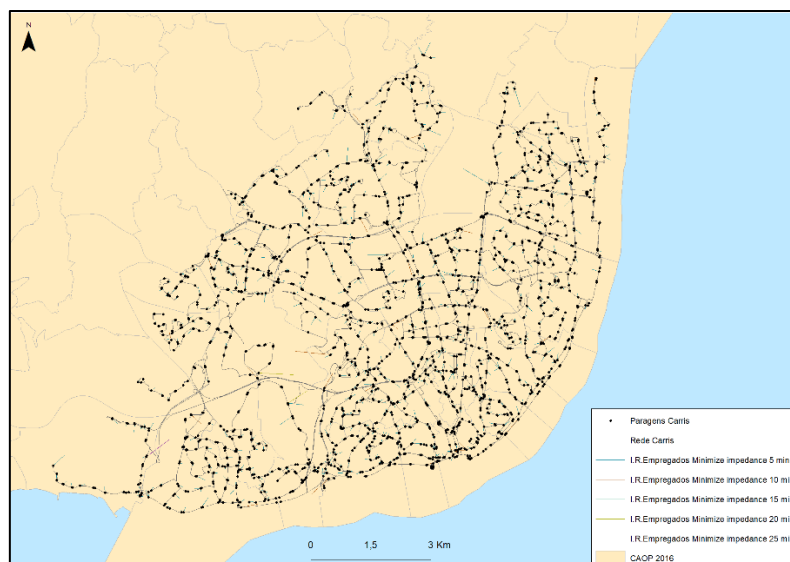 N
Paragens Carris
Rede Carris
I.R.Empregados Minimize impedance 5 min
I.R.Empregados Minimize impedance 10 mi
I.R.Empregados Minimize impedance 15 mi
I.R.Empregados Minimize impedance 20 mi
I.R.Empregados Minimize impedance 25 mi
CAOP 2016
0 1,5 3 Km